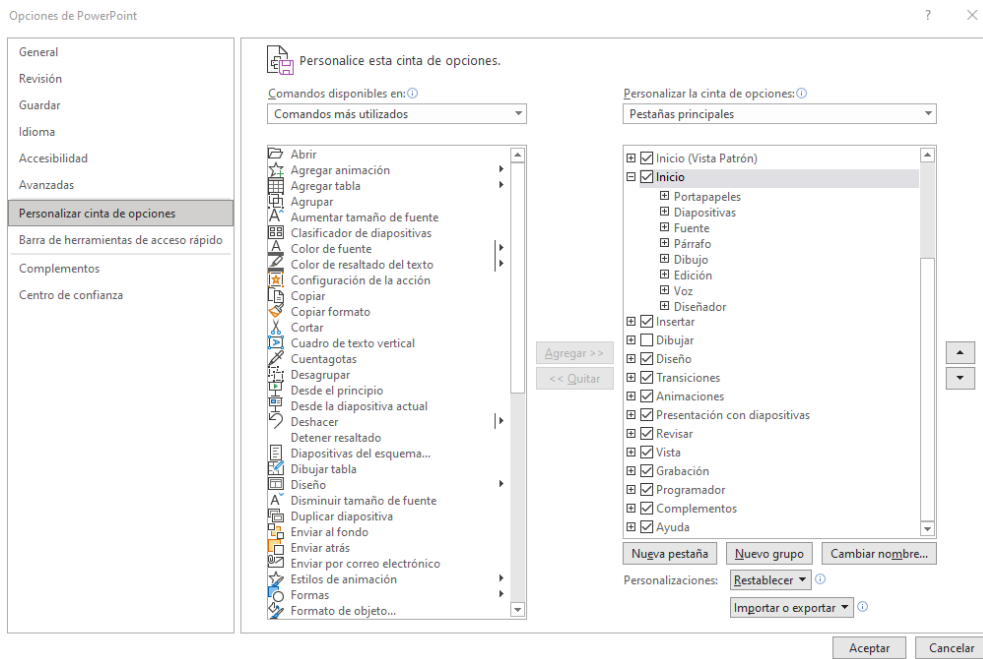 Opciones de PowerPoint
?
General
Revisión
Guardar
Idioma
Accesibilidad
Avanzadas
Personalizar cinta de opciones
Barra de herramientas de acceso rápido
Complementos
Centro de confianza
Personalice esta cinta de opciones.
Comandos disponibles en:
Comandos más utilizados
Abrir
Agregar animación
Agregar tabla
Agrupar
Aumentar tamaño de fuente
Clasificador de diapositivas
Color de fuente
Color de resaltado del texto
Configuración de la acción
Copiar
Copiar formato
Cortar
Cuadro de texto vertical
Cuentagotas
Desagrupar
Desde el principio
Desde la diapositiva actual
Deshacer
Detener resaltado
Diapositivas del esquema...
Dibujar tabla
Diseño
Disminuir tamaño de fuente
Duplicar diapositiva
Enviar al fondo
Enviar atrás
Enviar por correo electrónico
Estilos de animación
Formas
Formato de objeto...
Agregar >>
<< Quitar
Personalizar la cinta de opciones:
Pestañas principales
Inicio (Vista Patrón)
Inicio
Portapapeles
Diapositivas
Fuente
Párrafo
Dibujo
Edición
Voz
Diseñador
Insertar
Dibujar
Diseño
Transiciones
Animaciones
Presentación con diapositivas
Revisar
Vista
Grabación
Programador
Complementos
Ayuda
Nueva pestaña
Nuevo grupo
Cambiar nombre...
Personalizaciones:
Restablecer
Importar o exportar
Aceptar
Cancelar